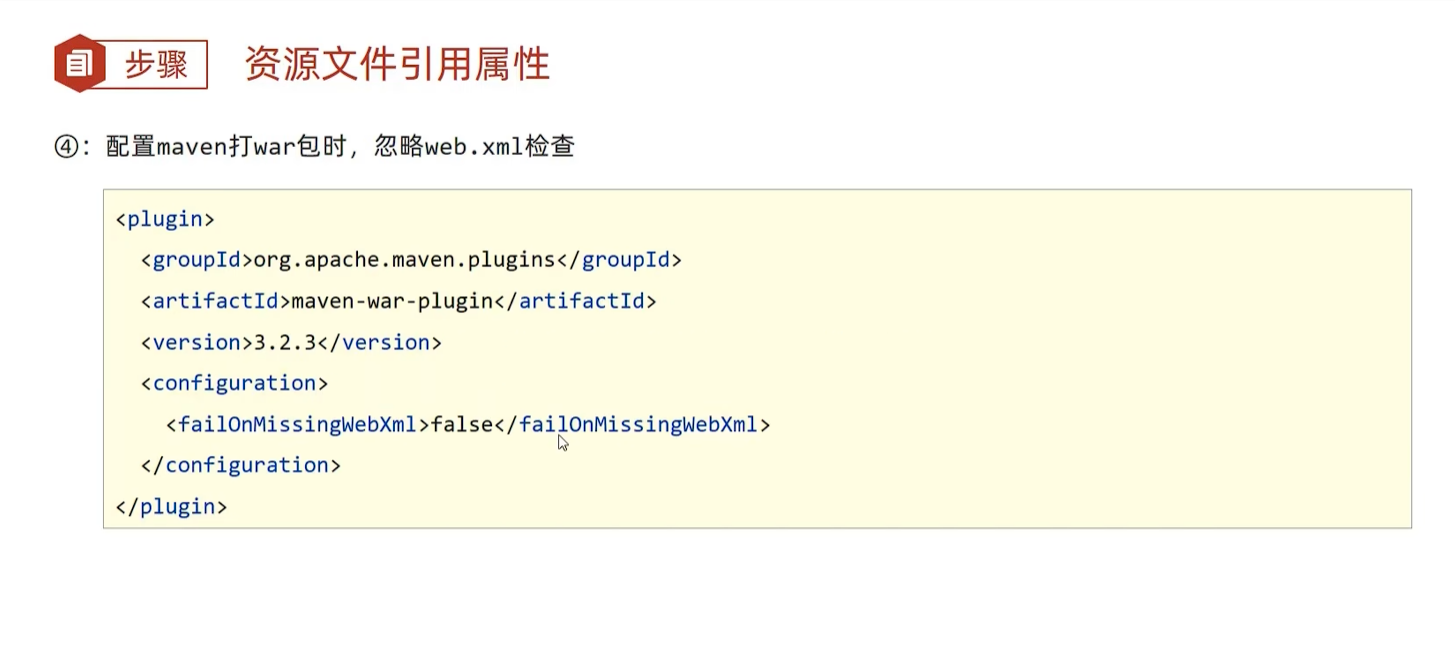 步骤 资源文件引用属性
④：配置maven打war包时，忽略web.xml检查
<plugin>
  <groupId>org.apache.maven.plugins</groupId>
  <artifactId>maven-war-plugin</artifactId>
  <version>3.2.3</version>
  <configuration>
    <failOnMissingWebXml>false</failOnMissingWebXml>
  </configuration>
</plugin>